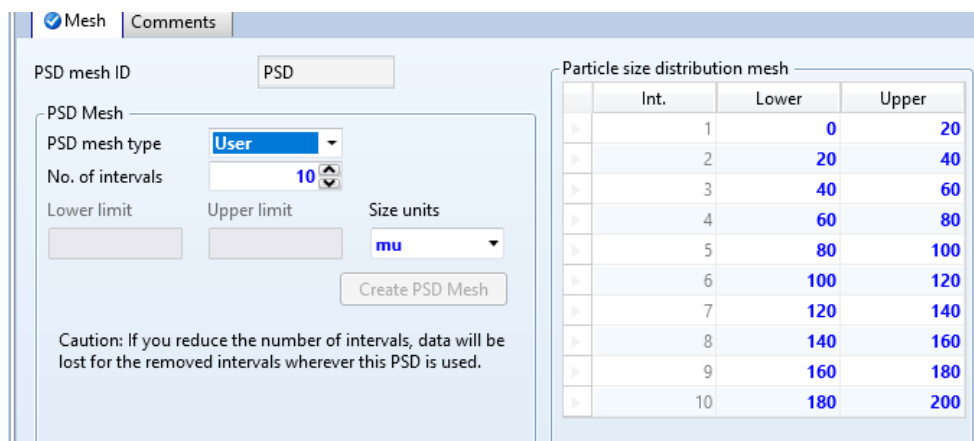 Mesh Comments
PSD mesh ID PSD
PSD Mesh
PSD mesh type User
No. of intervals 10
Lower limit Upper limit Size units
mu
Create PSD Mesh
Caution: If you reduce the number of intervals, data will be
lost for the removed intervals wherever this PSD is used.
Particle size distribution mesh
Int. Lower Upper
1 0 20
2 20 40
3 40 60
4 60 80
5 80 100
6 100 120
7 120 140
8 140 160
9 160 180
10 180 200